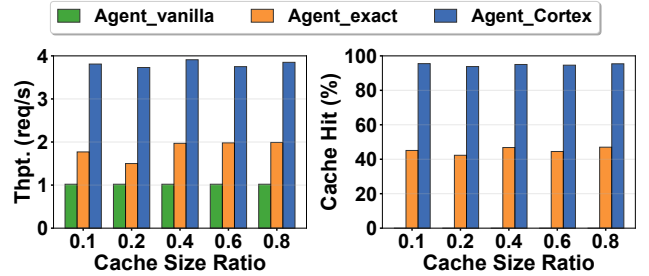 Agent_vanilla Agent_exact Agent_Cortex
Thpt. (req/s)
4
3
2
1
0
0.1 0.2 0.4 0.6 0.8
Cache Size Ratio
Cache Hit (%)
100
80
60
40
20
0
0.1 0.2 0.4 0.6 0.8
Cache Size Ratio